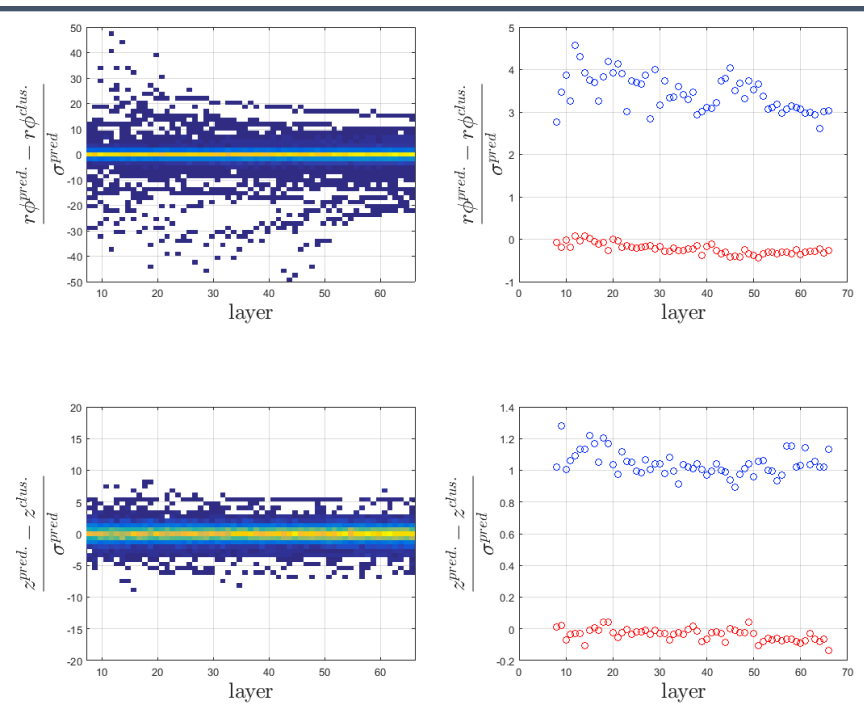 rϕ^pred. − rϕ^clus.
σ^pred
50
40
30
20
10
0
-10
-20
-30
-40
-50
10 20 30 40 50 60
layer
rϕ^pred. − rϕ^clus.
σ^pred
5
4
3
2
1
0
-1
0 10 20 30 40 50 60 70
layer
z^pred. − z^clus.
σ^pred
20
15
10
5
0
-5
-10
-15
-20
10 20 30 40 50 60
layer
z^pred. − z^clus.
σ^pred
1.4
1.2
1
0.8
0.6
0.4
0.2
0
-0.2
0 10 20 30 40 50 60 70
layer